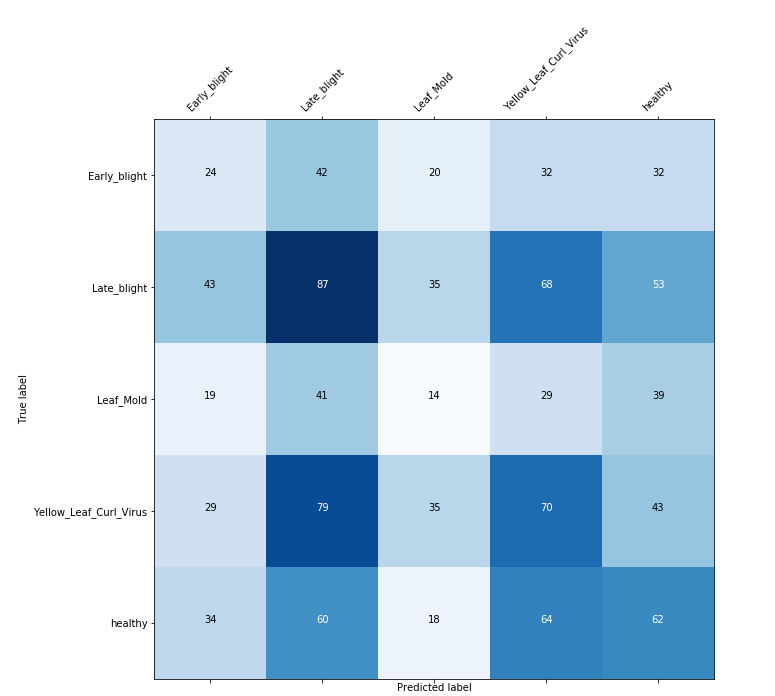 Early_blight Late_blight Leaf_Mold Yellow_Leaf_Curl_Virus healthy
Early_blight 24 42 20 32 32
Late_blight 43 87 35 68 53
Leaf_Mold 19 41 14 29 39
True label
Yellow_Leaf_Curl_Virus 29 79 35 70 43
healthy 34 60 18 64 62
Predicted label